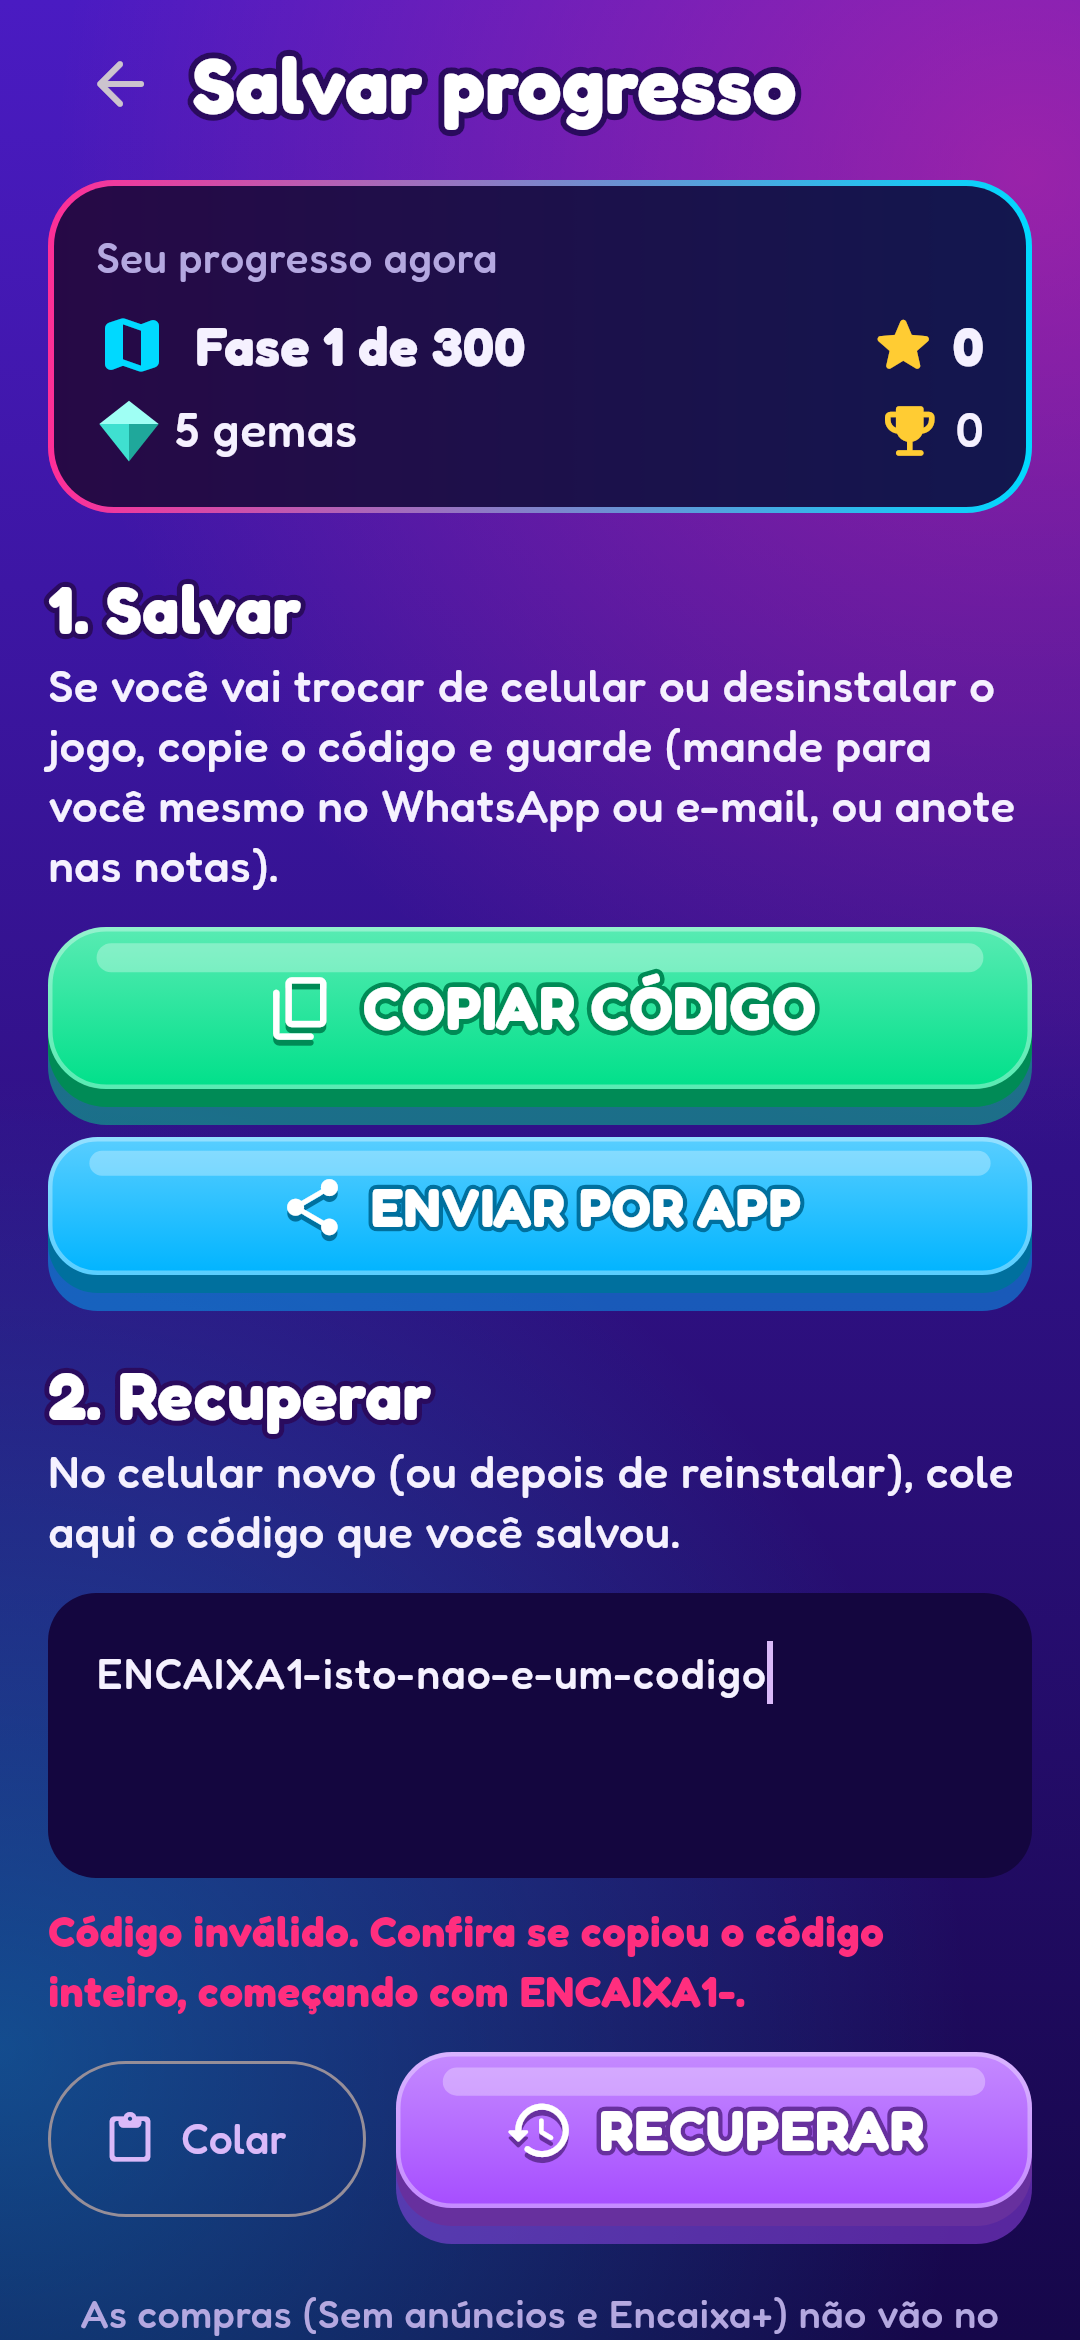 Salvar progresso
Seu progresso agora
Fase 1 de 300
0
5 gemas
0
1. Salvar
Se você vai trocar de celular ou desinstalar o
jogo, copie o código e guarde (mande para
você mesmo no WhatsApp ou e-mail, ou anote
nas notas).
COPIAR CÓDIGO
ENVIAR POR APP
2. Recuperar
No celular novo (ou depois de reinstalar), cole
aqui o código que você salvou.
ENCAIXA1-isto-nao-e-um-codigo
Código inválido. Confira se copiou o código
inteiro, começando com ENCAIXA1-.
Colar
RECUPERAR
As compras (Sem anúncios e Encaixa+) não vão no